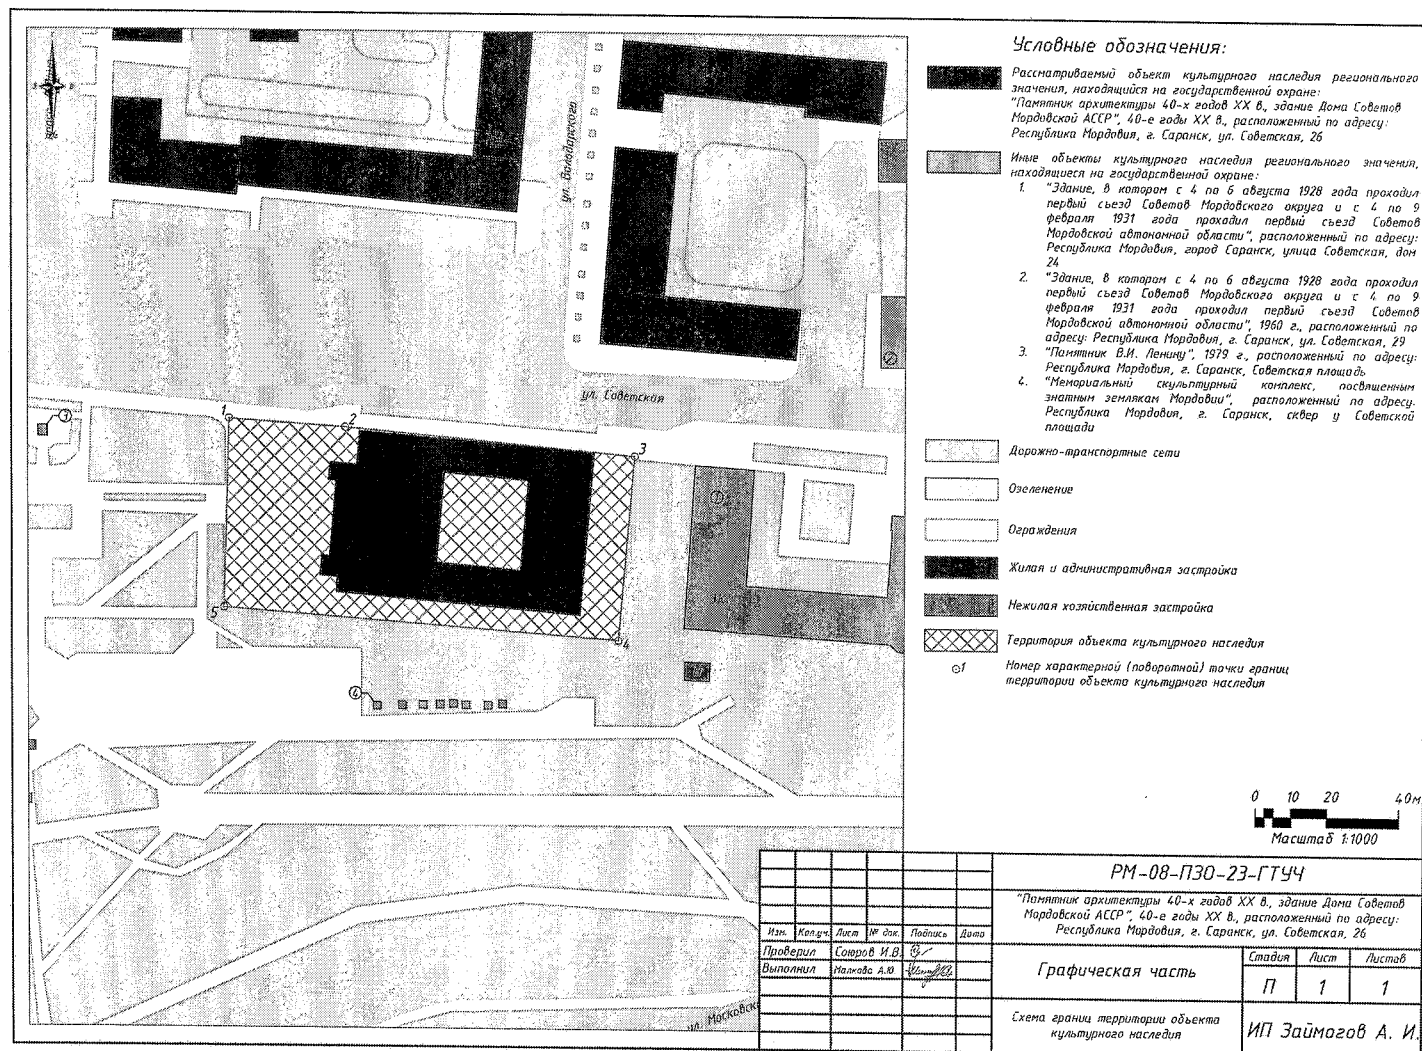 Условные обозначения:
Рассматриваемый объект культурного наследия регионального
значения, находящийся на государственной охране:
"Памятник архитектуры 40-х годов XX в., здание Дома Советов
Мордовской АССР", 40-е годы XX в., расположенный по адресу:
Республика Мордовия, г. Саранск, ул. Советская, 26
Иные объекты культурного наследия регионального значения,
находящиеся на государственной охране:
1. "Здание, в котором с 4 по 6 августа 1928 года проходил
первый съезд Советов Мордовского округа и с 4 по 9
февраля 1931 года проходил первый съезд Советов
Мордовской автономной области", расположенный по адресу:
Республика Мордовия, город Саранск, улица Советская, дом
24
2. "Здание, в котором с 4 по 6 августа 1928 года проходил
первый съезд Советов Мордовского округа и с 4 по 9
февраля 1931 года проходил первый съезд Советов
Мордовской автономной области", 1960 г., расположенный по
адресу: Республика Мордовия, г. Саранск, ул. Советская, 29
3. "Памятник В.И. Ленину", 1979 г., расположенный по адресу:
Республика Мордовия, г. Саранск, Советская площадь
4. "Мемориальный скульптурный комплекс, посвященным
знатным землякам Мордовии", расположенный по адресу:
Республика Мордовия, г. Саранск, сквер у Советской
площади
Дорожно-транспортные сети
Озеленение
Ограждения
Жилая и административная застройка
Нежилая хозяйственная застройка
Территория объекта культурного наследия
1 Номер характерной (поворотной) точки границ
территории объекта культурного наследия
ул. Володарского
ул. Советская
1
2
3
3
1
5
4
4
ул. Московск
0 10 20 40м
Масштаб 1:1000
РМ-08-ПЗО-23-ГТУЧ
"Памятник архитектуры 40-х годов XX в., здание Дома Советов
Мордовской АССР", 40-е годы XX в., расположенный по адресу:
Республика Мордовия, г. Саранск, ул. Советская, 26
Изм. Кол.уч. Лист № док. Подпись Дата
Проверил Сюров И.В.
Выполнил Малкова А.Ю.
Графическая часть
Стадия Лист Листов
П 1 1
Схема границ территории объекта
культурного наследия
ИП Займогов А. И.